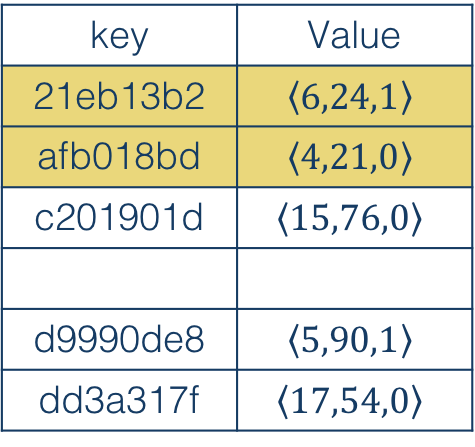 key Value
21eb13b2 ⟨6,24,1⟩
afb018bd ⟨4,21,0⟩
c201901d ⟨15,76,0⟩
d9990de8 ⟨5,90,1⟩
dd3a317f ⟨17,54,0⟩